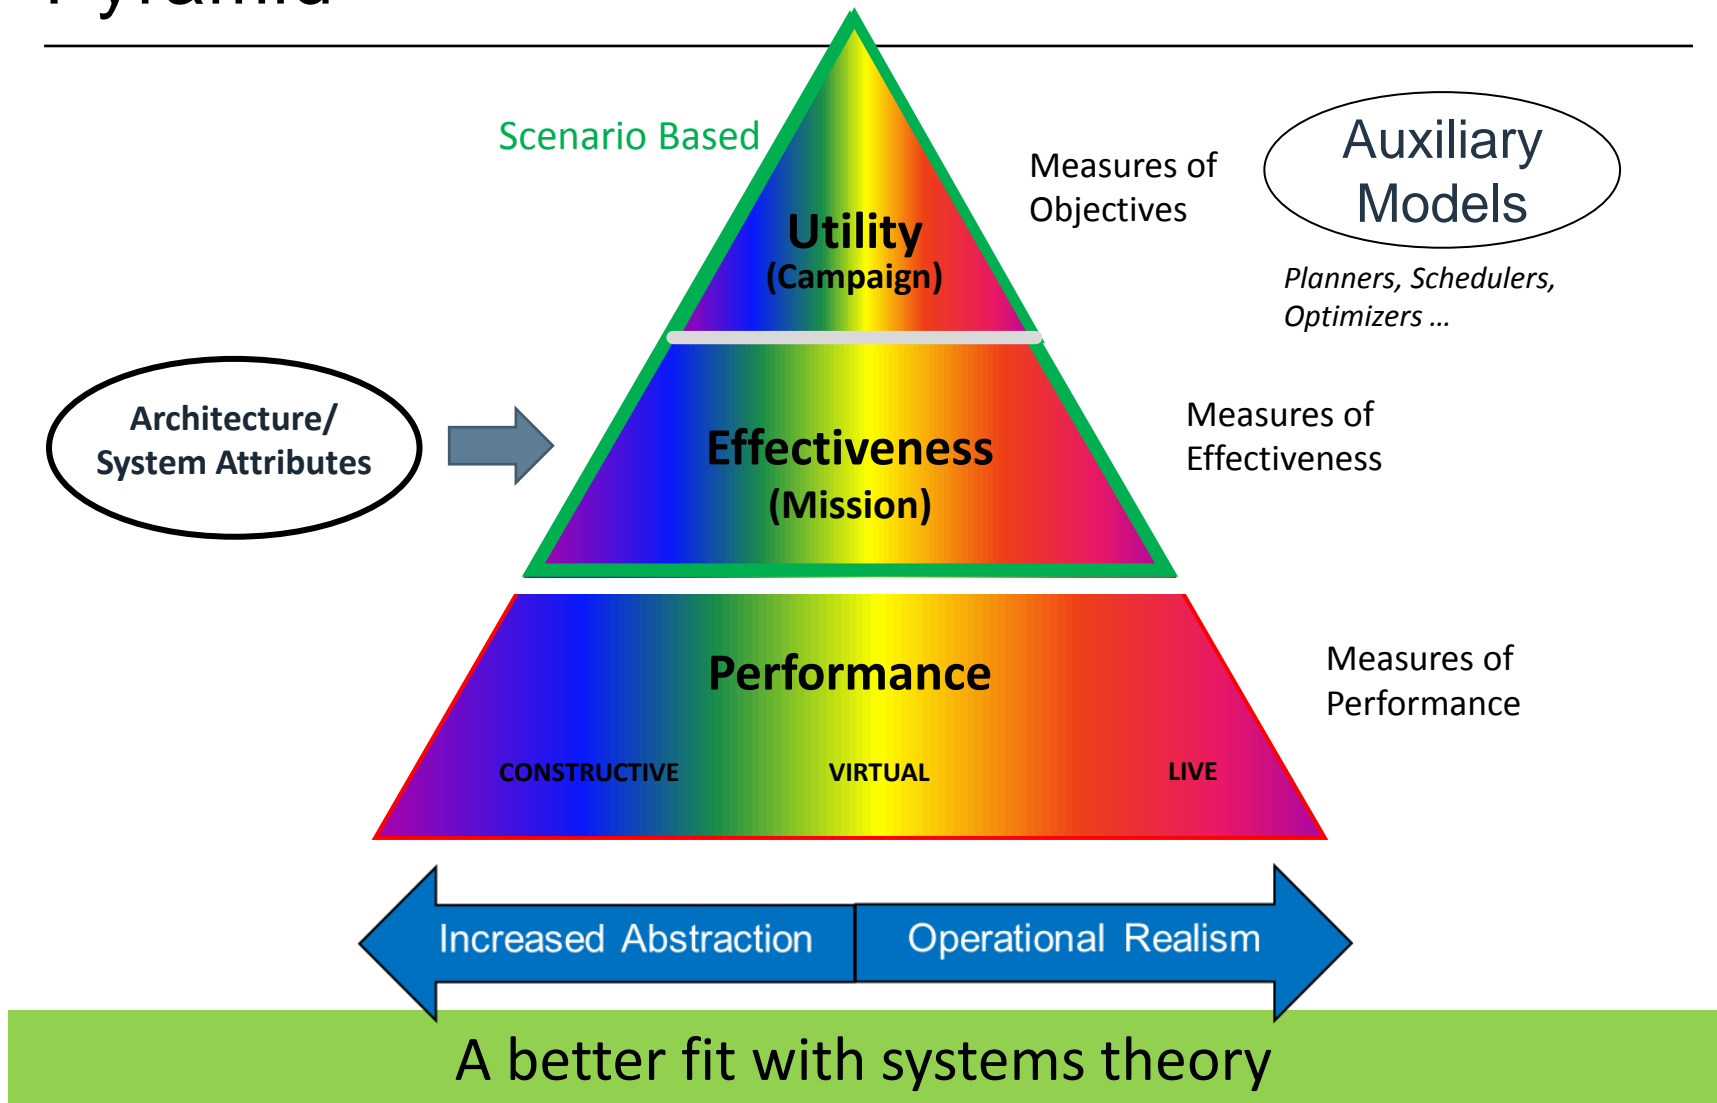 Pyramid
Scenario Based
Utility
(Campaign)
Measures of
Objectives
Auxiliary
Models
Planners, Schedulers,
Optimizers ...
Architecture/
System Attributes
Effectiveness
(Mission)
Measures of
Effectiveness
Performance
CONSTRUCTIVE
VIRTUAL
LIVE
Measures of
Performance
Increased Abstraction
Operational Realism
A better fit with systems theory